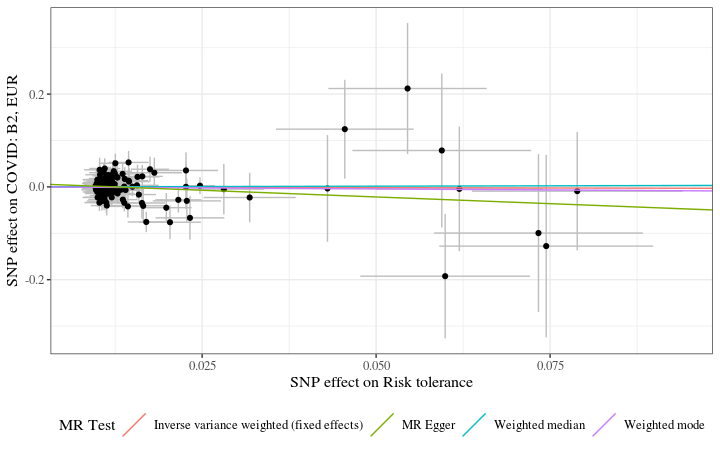 SNP effect on COVID: B2, EUR
0.2
0.0
-0.2
0.025
0.050
0.075
SNP effect on Risk tolerance
MR Test
Inverse variance weighted (fixed effects)
MR Egger
Weighted median
Weighted mode